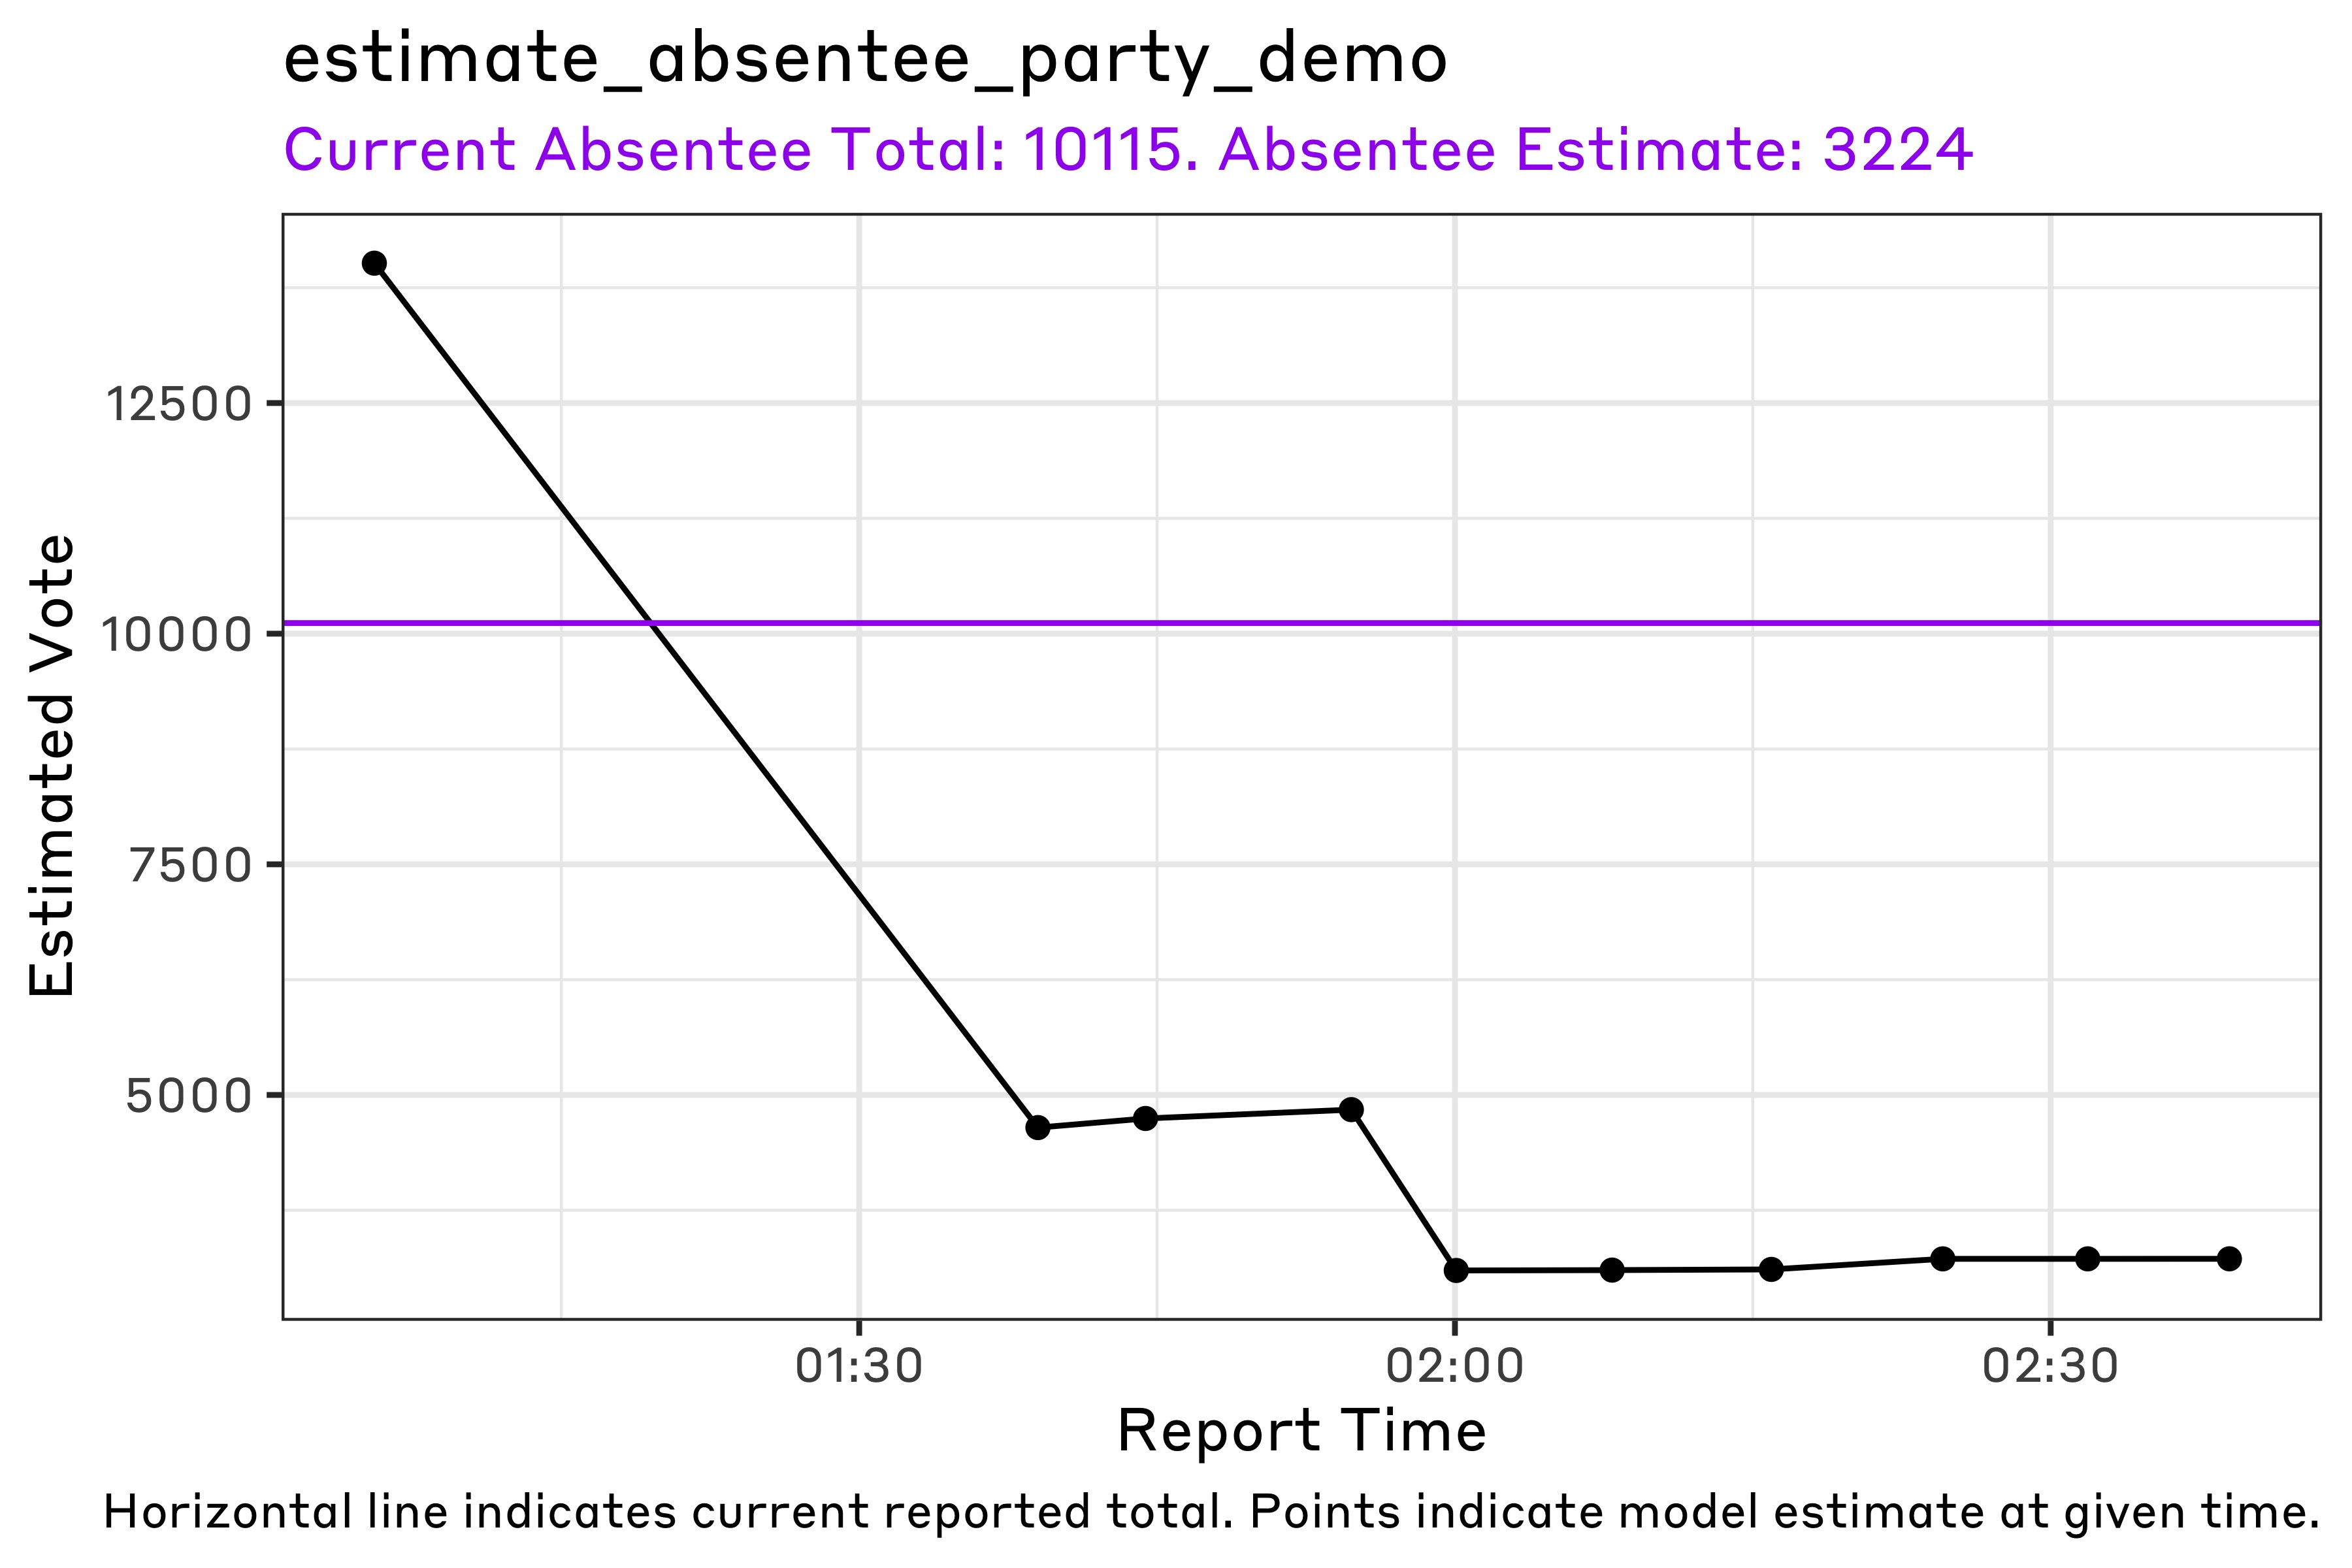 estimate_absentee_party_demo
Current Absentee Total: 10115. Absentee Estimate: 3224
Estimated Vote
12500
10000
7500
5000
01:30 02:00 02:30
Report Time
Horizontal line indicates current reported total. Points indicate model estimate at given time.